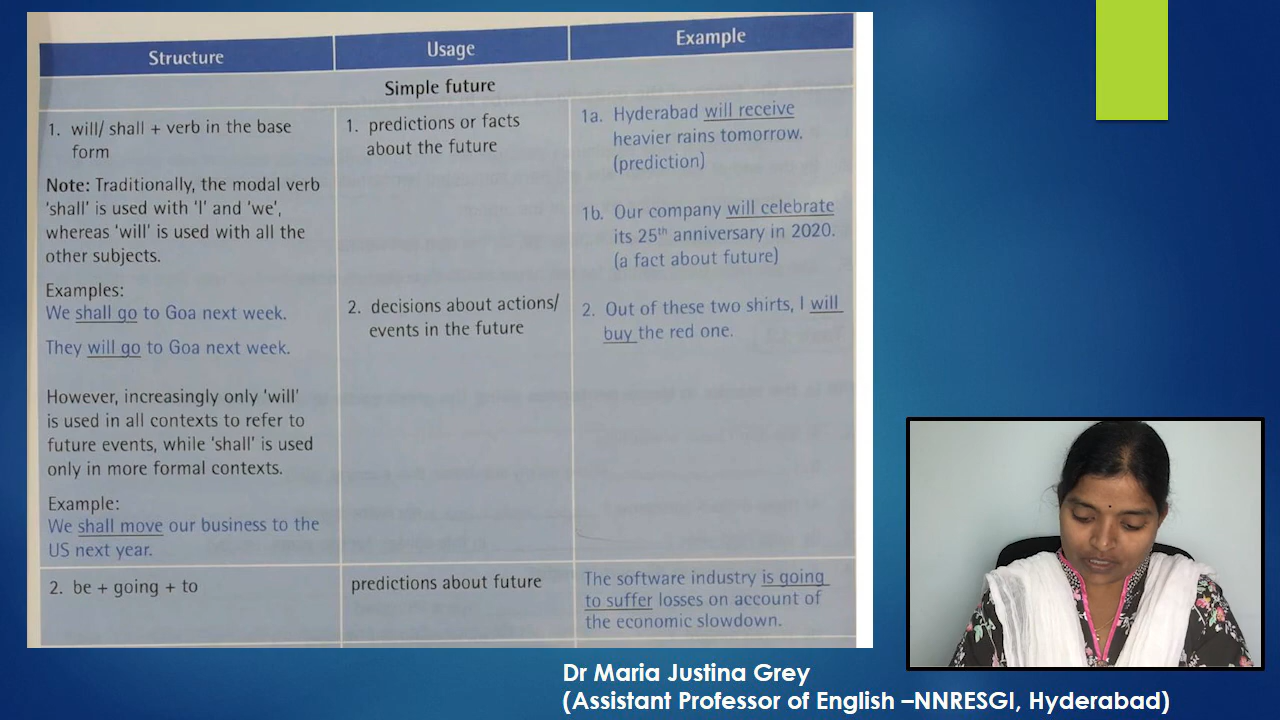 Structure
Usage
Example
Simple future
1. will/ shall + verb in the base
form
Note: Traditionally, the modal verb
'shall' is used with 'I' and 'we',
whereas 'will' is used with all the
other subjects.
Examples:
We shall go to Goa next week.
They will go to Goa next week.
However, increasingly only 'will'
is used in all contexts to refer to
future events, while 'shall' is used
only in more formal contexts.
Example:
We shall move our business to the
US next year.
1. predictions or facts
about the future
2. decisions about actions/
events in the future
1a. Hyderabad will receive
heavier rains tomorrow.
(prediction)
1b. Our company will celebrate
its 25th anniversary in 2020.
(a fact about future)
2. Out of these two shirts, I will
buy the red one.
2. be + going + to
predictions about future
The software industry is going
to suffer losses on account of
the economic slowdown.
Dr Maria Justina Grey
(Assistant Professor of English –NNRESGI, Hyderabad)